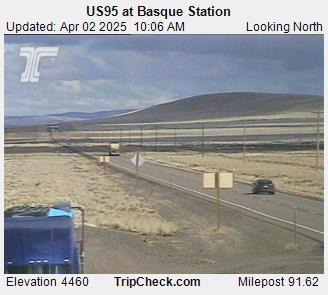 US95 at Basque Station
Updated: Apr 02 2025 10:06 AM Looking North
Elevation 4460 TripCheck.com Milepost 91.62